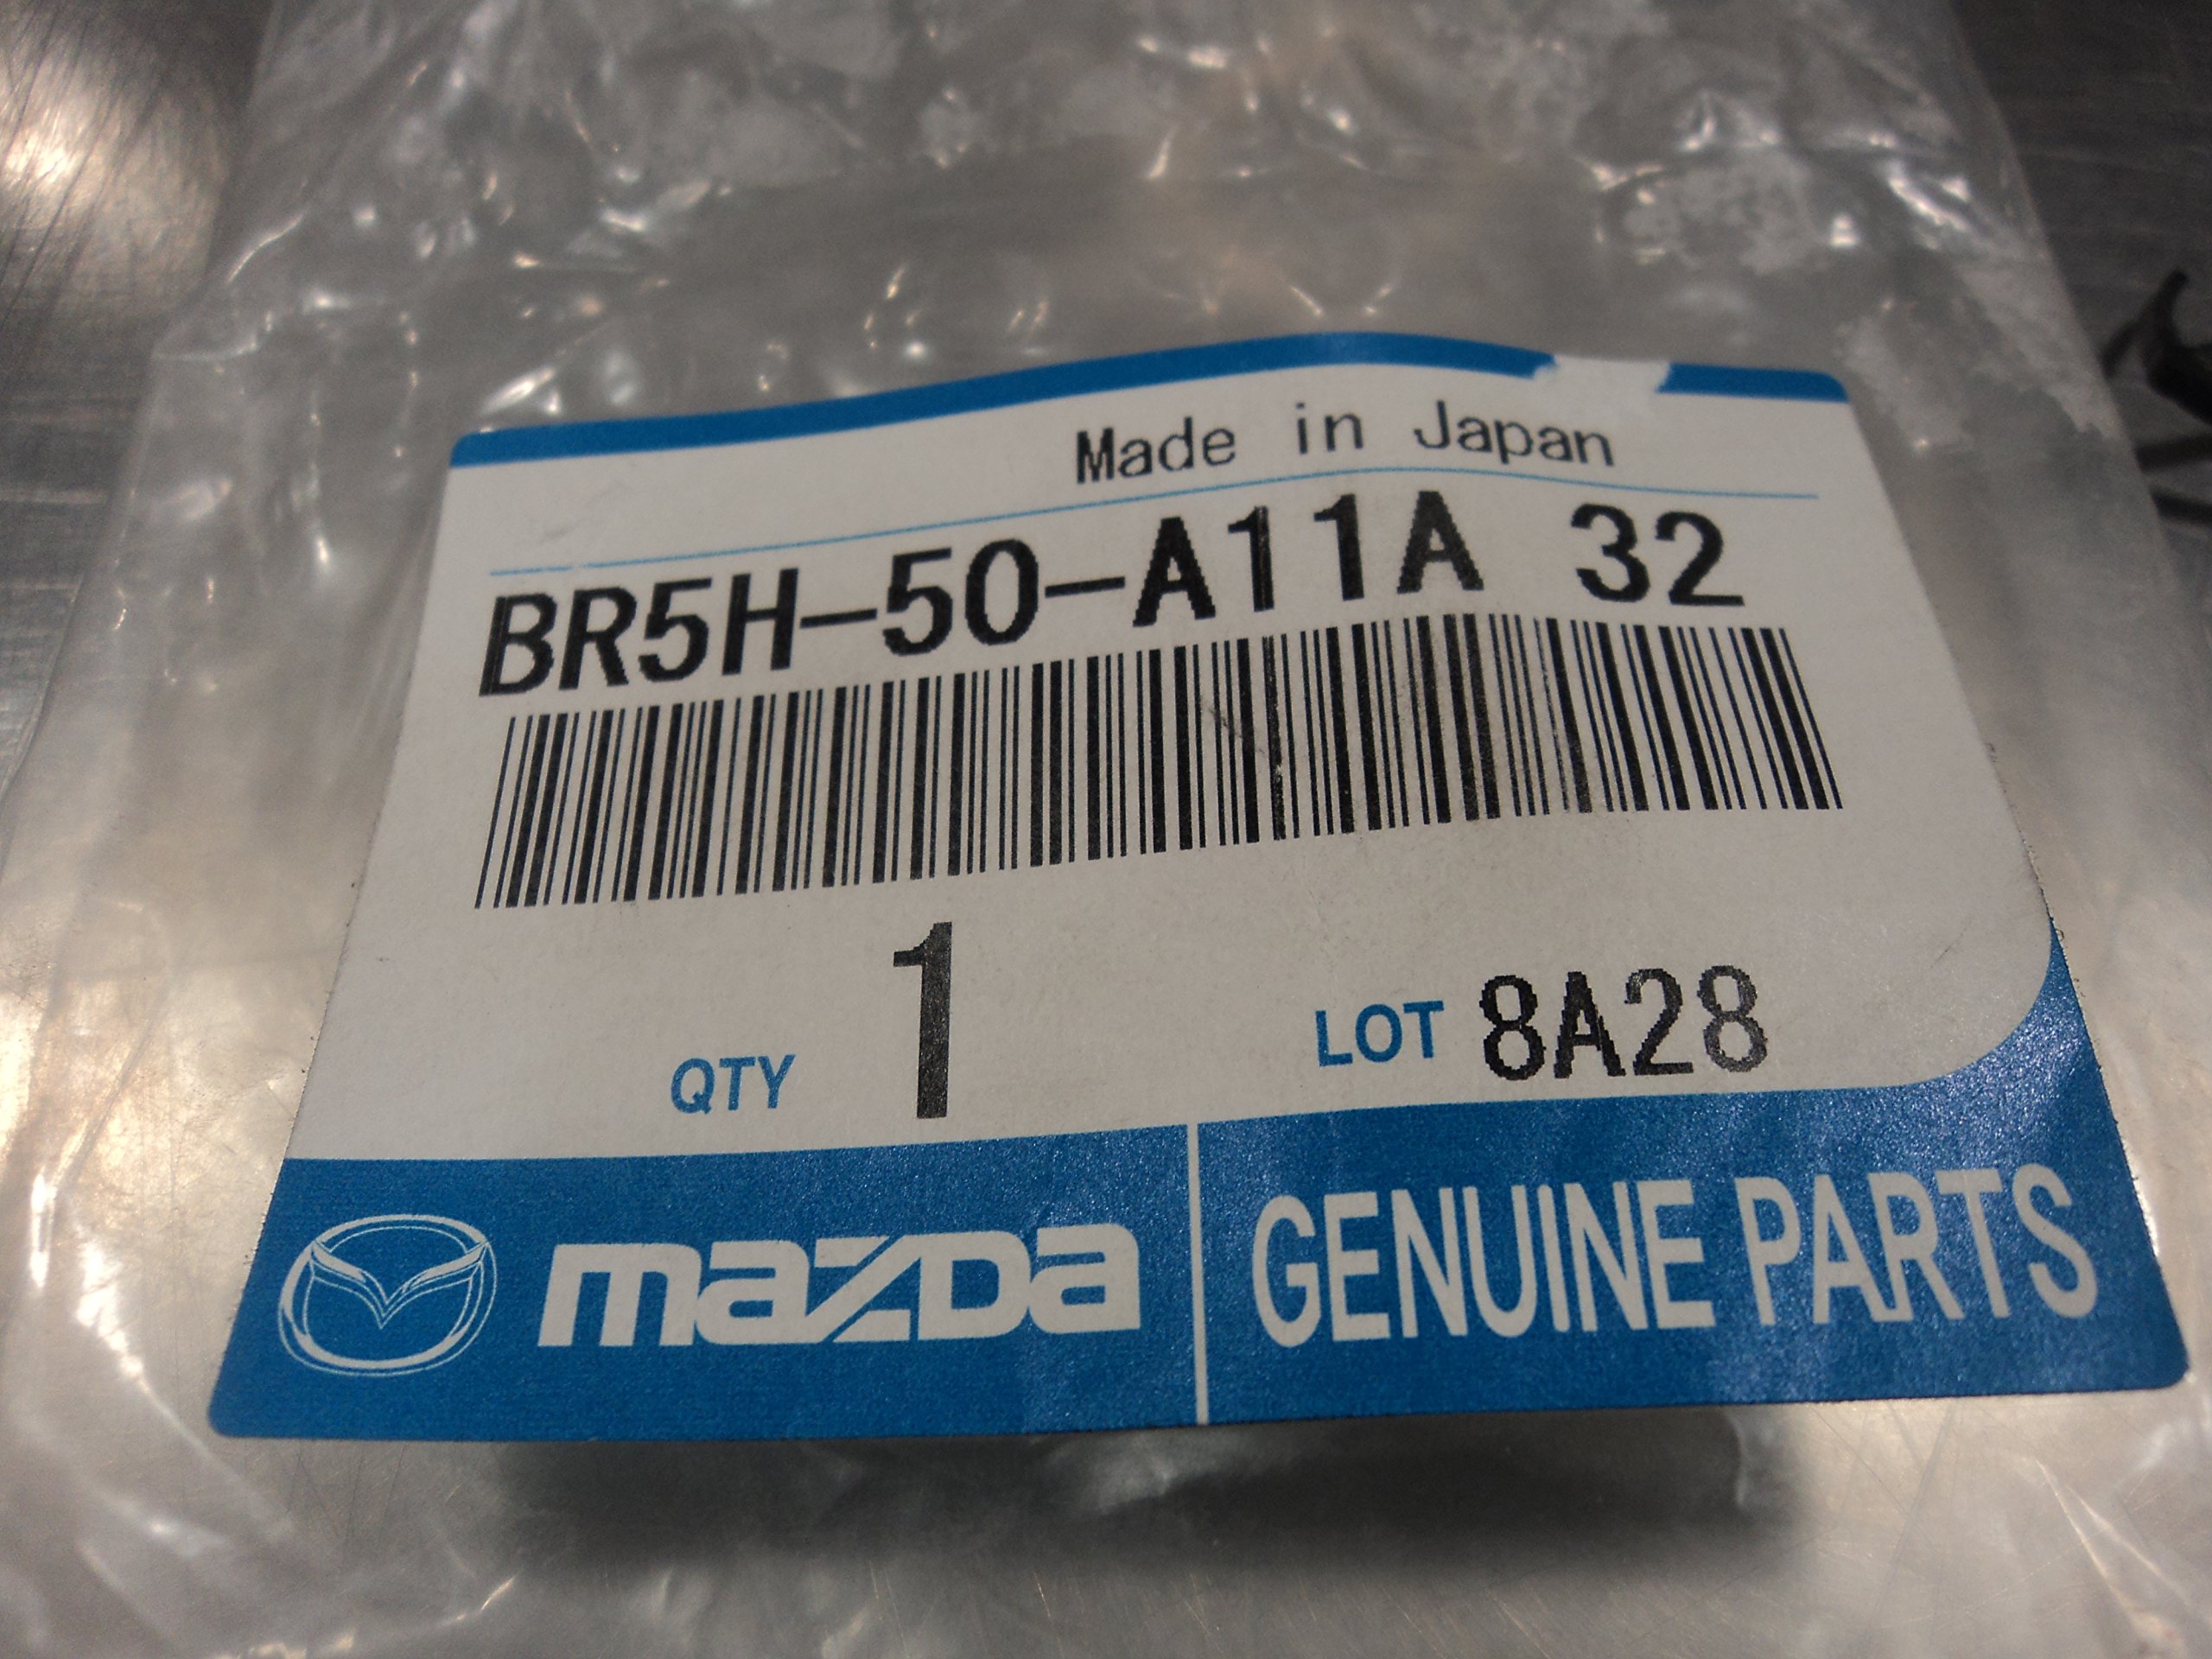 Made in Japan
BR5H-50-A11A 32
QTY 1 LOT 8A28
mazDa GENUINE PARTS